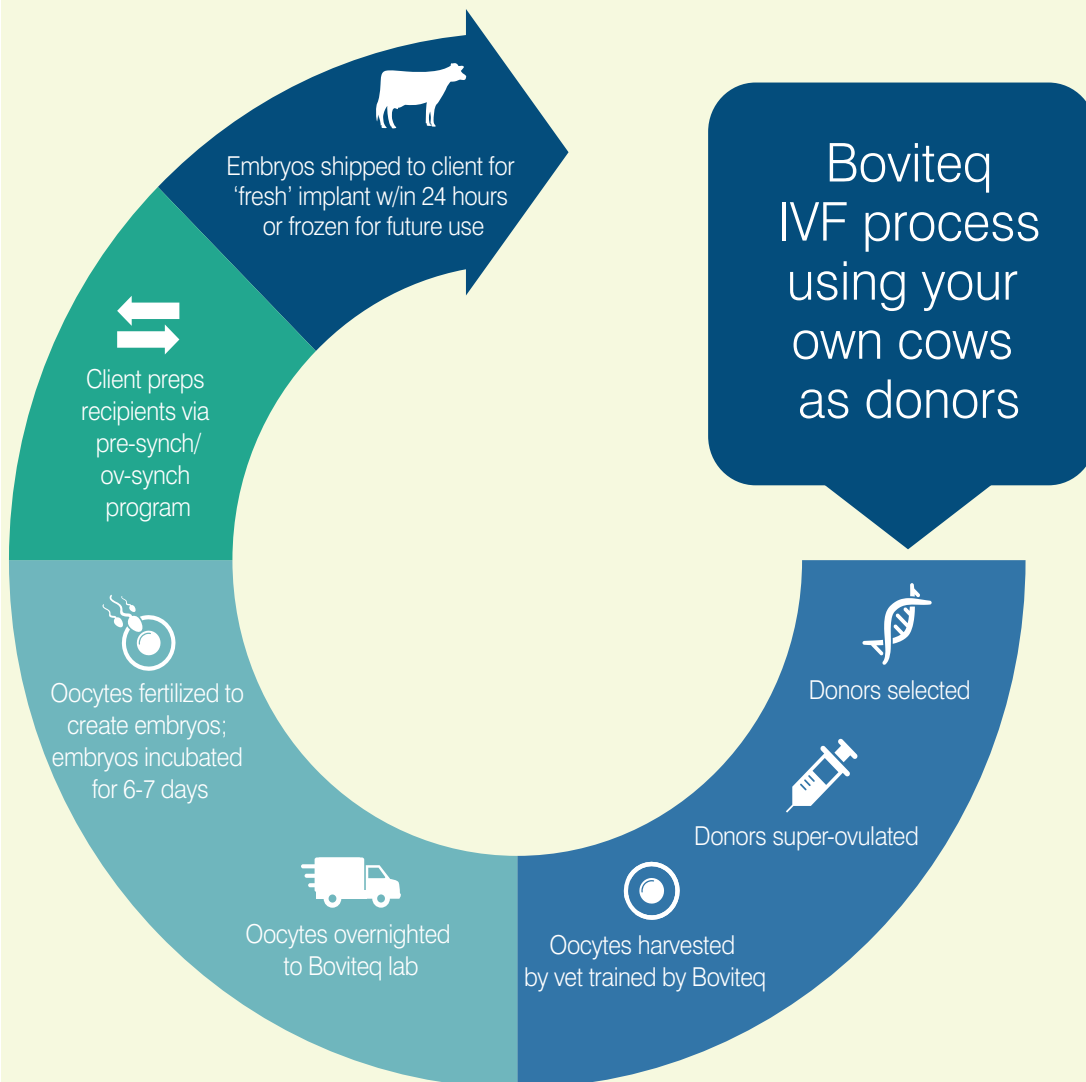 Boviteq
IVF process
using your
own cows
as donors
Donors selected
Donors super-ovulated
Oocytes harvested
by vet trained by Boviteq
Oocytes overnighted
to Boviteq lab
Oocytes fertilized to
create embryos;
embryos incubated
for 6-7 days
Client preps
recipients via
pre-synch/
ov-synch
program
Embryos shipped to client for
‘fresh’ implant w/in 24 hours
or frozen for future use